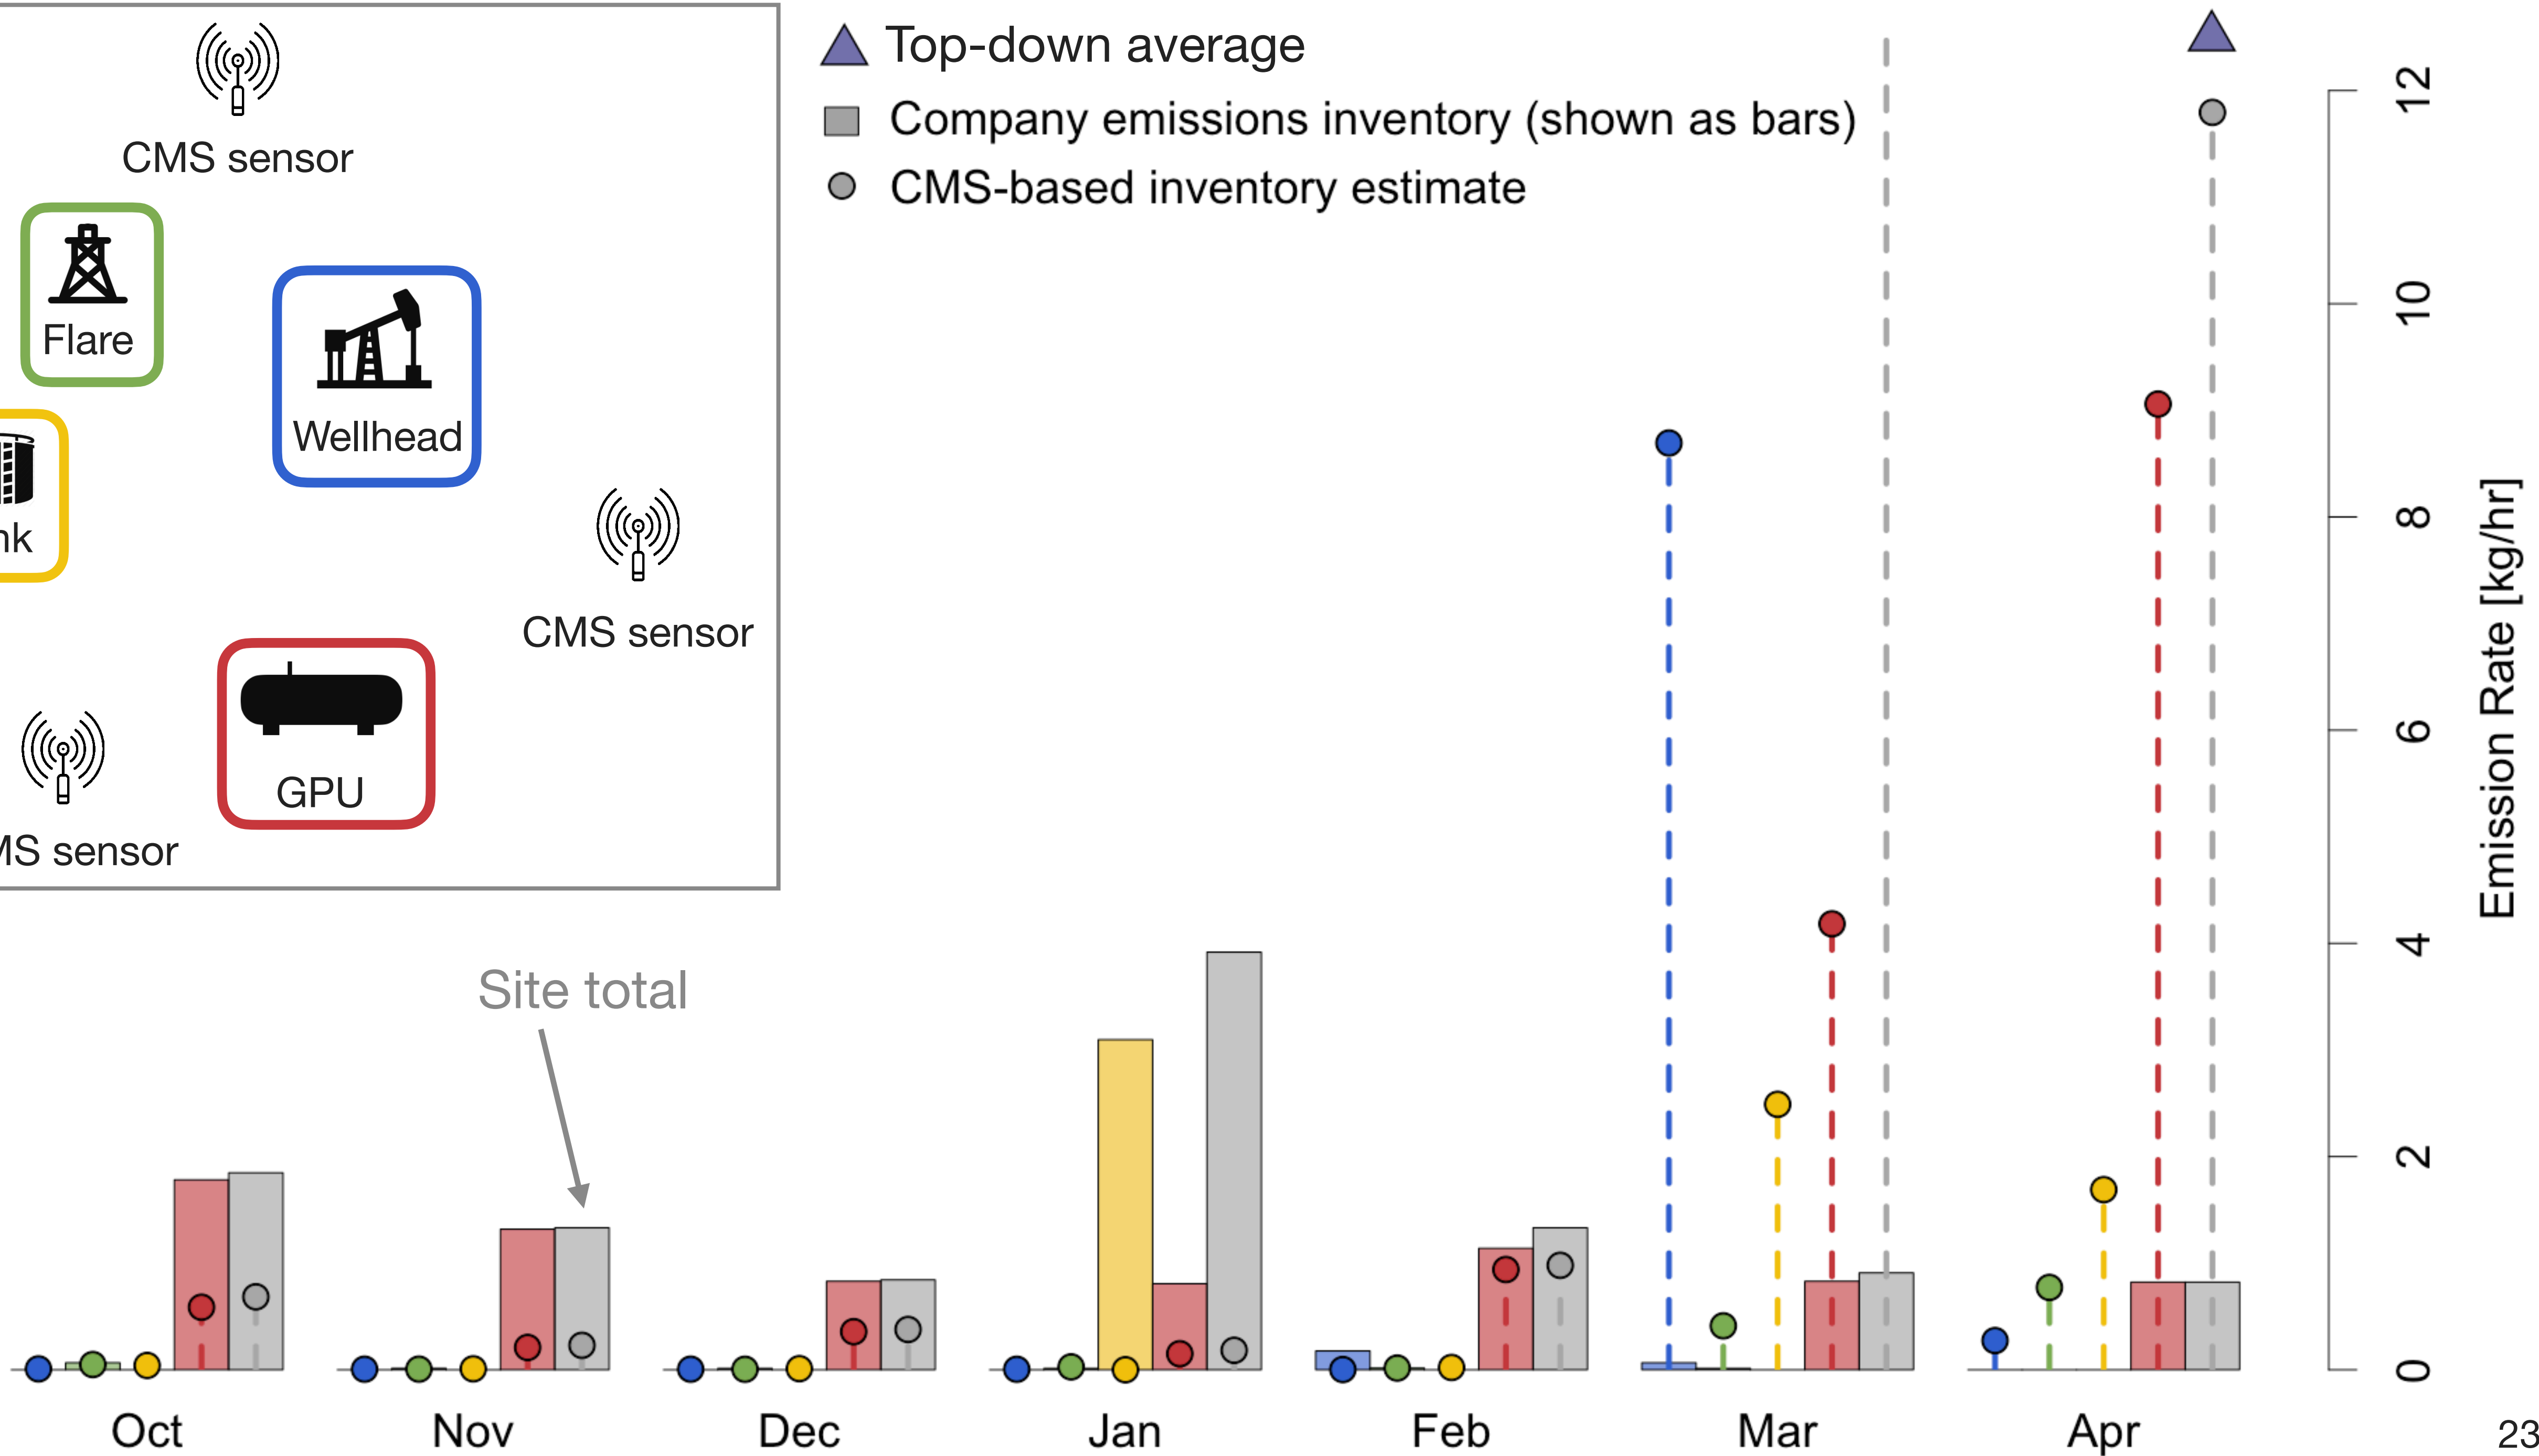 CMS sensor
Flare
Wellhead
nk
CMS sensor
GPU
MS sensor
Top-down average
Company emissions inventory (shown as bars)
CMS-based inventory estimate
Site total
12
10
8
6
4
2
0
Emission Rate [kg/hr]
Oct Nov Dec Jan Feb Mar Apr
23